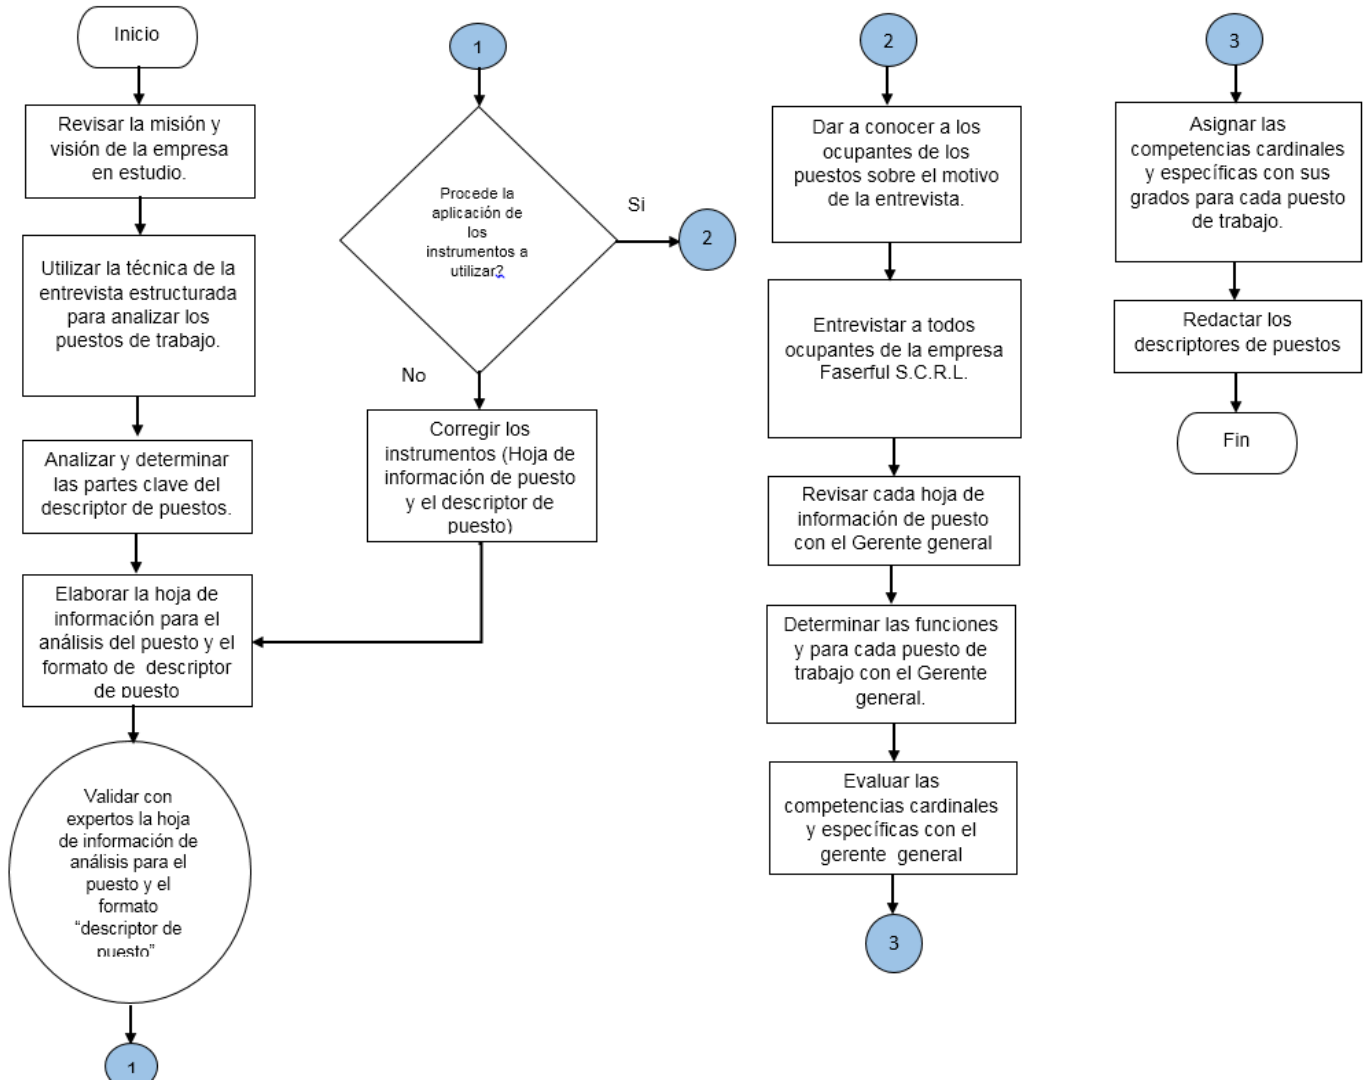 Inicio
Revisar la misión y
visión de la empresa
en estudio.
Utilizar la técnica de la
entrevista estructurada
para analizar los
puestos de trabajo.
Analizar y determinar
las partes clave del
descriptor de puestos.
Elaborar la hoja de
información para el
análisis del puesto y el
formato de descriptor
de puesto
Validar con
expertos la hoja
de información de
análisis para el
puesto y el
formato
“descriptor de
puesto”
1
1
Procede la
aplicación de
los
instrumentos a
utilizar?
Si
2
No
Corregir los
instrumentos (Hoja de
información de puesto
y el descriptor de
puesto)
2
Dar a conocer a los
ocupantes de los
puestos sobre el motivo
de la entrevista.
Entrevistar a todos
ocupantes de la empresa
Faserful S.C.R.L.
Revisar cada hoja de
información de puesto
con el Gerente general
Determinar las funciones
y para cada puesto de
trabajo con el Gerente
general.
Evaluar las
competencias cardinales
y específicas con el
gerente general
3
3
Asignar las
competencias cardinales
y específicas con sus
grados para cada puesto
de trabajo.
Redactar los
descriptores de puestos
Fin